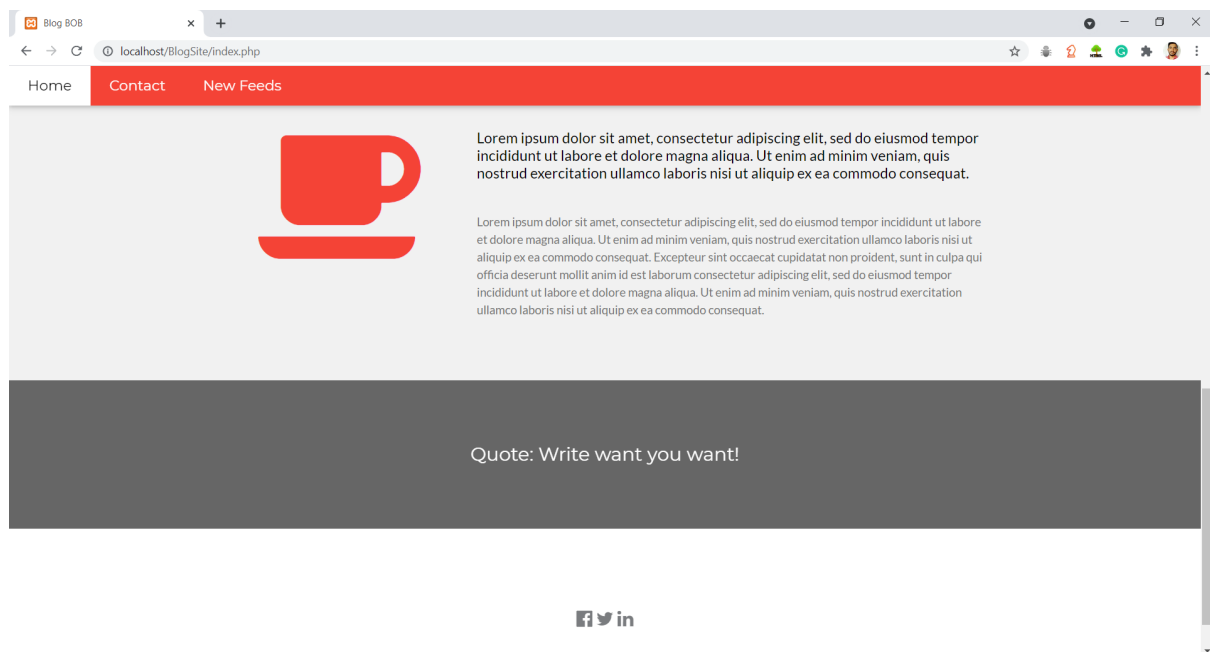 Blog BOB
localhost/BlogSite/index.php
Home Contact New Feeds
Lorem ipsum dolor sit amet, consectetur adipiscing elit, sed do eiusmod tempor
incididunt ut labore et dolore magna aliqua. Ut enim ad minim veniam, quis
nostrud exercitation ullamco laboris nisi ut aliquip ex ea commodo consequat.
Lorem ipsum dolor sit amet, consectetur adipiscing elit, sed do eiusmod tempor incididunt ut labore
et dolore magna aliqua. Ut enim ad minim veniam, quis nostrud exercitation ullamco laboris nisi ut
aliquip ex ea commodo consequat. Excepteur sint occaecat cupidatat non proident, sunt in culpa qui
officia deserunt mollit anim id est laborum consectetur adipiscing elit, sed do eiusmod tempor
incididunt ut labore et dolore magna aliqua. Ut enim ad minim veniam, quis nostrud exercitation
ullamco laboris nisi ut aliquip ex ea commodo consequat.
Quote: Write want you want!